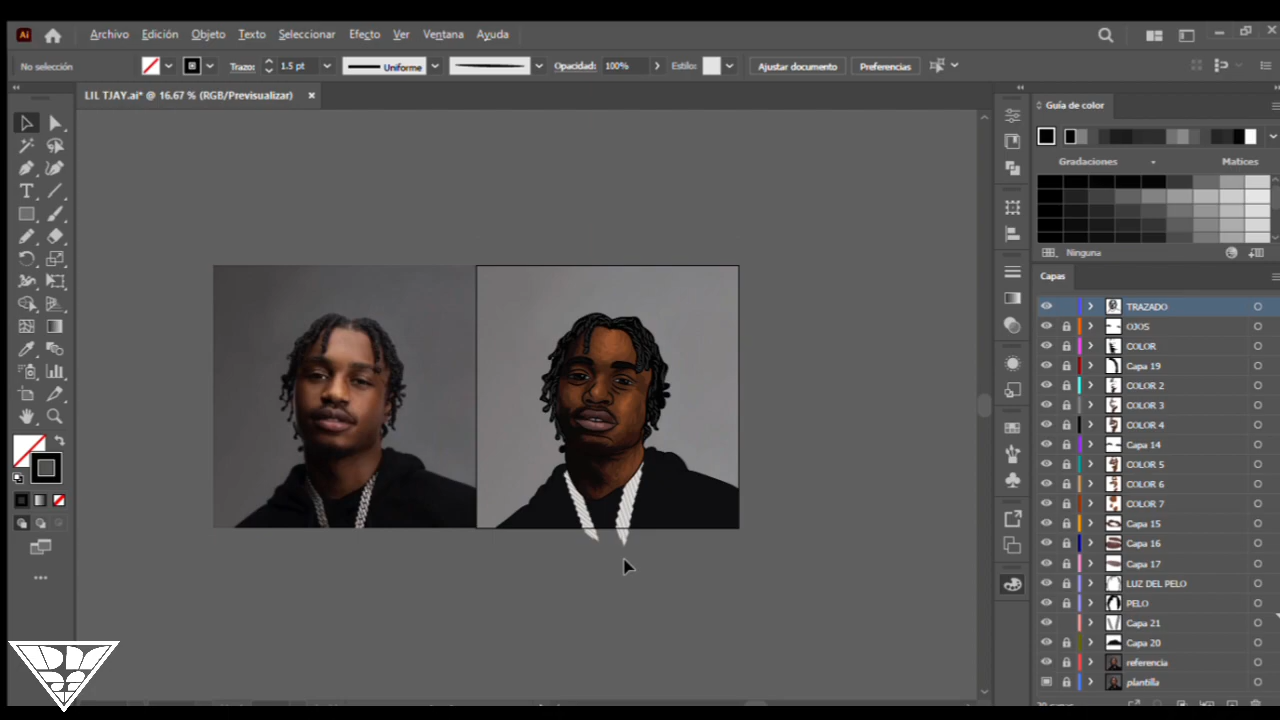 Ai
Archivo Edición Objeto Texto Seleccionar Efecto Ver Ventana Ayuda
No selección Trazo: 1.5 pt Uniforme Opacidad: 100% Estilo: Ajustar documento Preferencias
LIL TJAY.ai* @ 16.67 % (RGB/Previsualizar)
Guía de color
Gradaciones Matices
Ninguna
Capas
TRAZADO
OJOS
COLOR
Capa 19
COLOR 2
COLOR 3
COLOR 4
Capa 14
COLOR 5
COLOR 6
COLOR 7
Capa 15
Capa 16
Capa 17
LUZ DEL PELO
PELO
Capa 21
Capa 20
referencia
plantilla